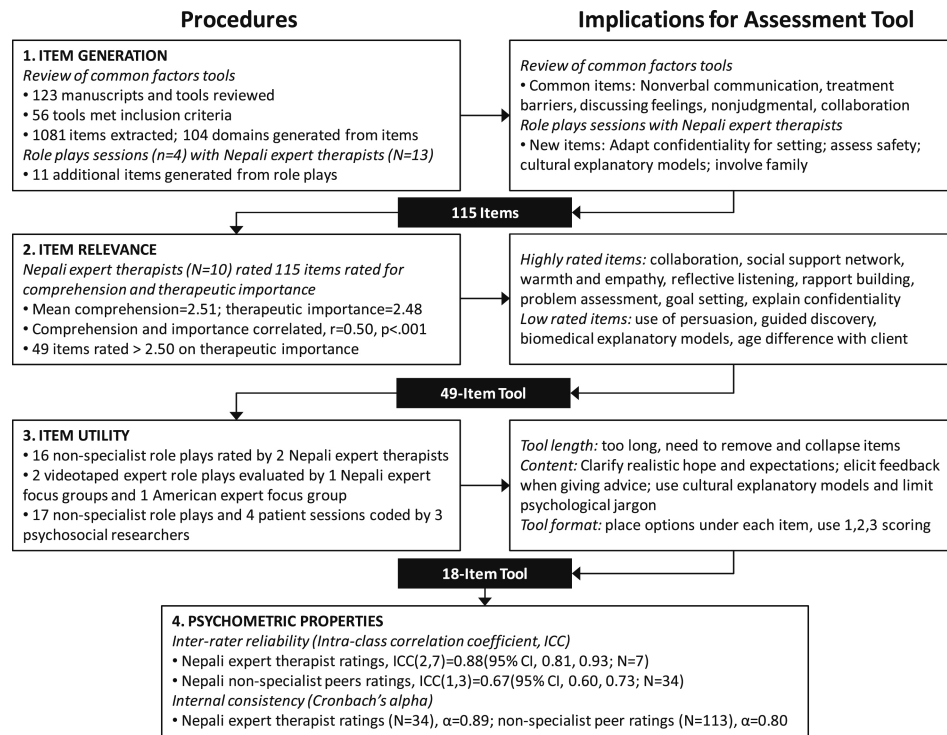 Procedures
Implications for Assessment Tool
1. ITEM GENERATION
Review of common factors tools
• 123 manuscripts and tools reviewed
• 56 tools met inclusion criteria
• 1081 items extracted; 104 domains generated from items
Role plays sessions (n=4) with Nepali expert therapists (N=13)
• 11 additional items generated from role plays
Review of common factors tools
• Common items: Nonverbal communication, treatment
barriers, discussing feelings, nonjudgmental, collaboration
Role plays sessions with Nepali expert therapists
• New items: Adapt confidentiality for setting; assess safety;
cultural explanatory models; involve family
115 Items
2. ITEM RELEVANCE
Nepali expert therapists (N=10) rated 115 items rated for
comprehension and therapeutic importance
• Mean comprehension=2.51; therapeutic importance=2.48
• Comprehension and importance correlated, r=0.50, p<.001
• 49 items rated > 2.50 on therapeutic importance
Highly rated items: collaboration, social support network,
warmth and empathy, reflective listening, rapport building,
problem assessment, goal setting, explain confidentiality
Low rated items: use of persuasion, guided discovery,
biomedical explanatory models, age difference with client
49-Item Tool
3. ITEM UTILITY
• 16 non-specialist role plays rated by 2 Nepali expert therapists
• 2 videotaped expert role plays evaluated by 1 Nepali expert
focus groups and 1 American expert focus group
• 17 non-specialist role plays and 4 patient sessions coded by 3
psychosocial researchers
Tool length: too long, need to remove and collapse items
Content: Clarify realistic hope and expectations; elicit feedback
when giving advice; use cultural explanatory models and limit
psychological jargon
Tool format: place options under each item, use 1,2,3 scoring
18-Item Tool
4. PSYCHOMETRIC PROPERTIES
Inter-rater reliability (Intra-class correlation coefficient, ICC)
• Nepali expert therapist ratings, ICC(2,7)=0.88(95% CI, 0.81, 0.93; N=7)
• Nepali non-specialist peers ratings, ICC(1,3)=0.67(95% CI, 0.60, 0.73; N=34)
Internal consistency (Cronbach's alpha)
• Nepali expert therapist ratings (N=34), α=0.89; non-specialist peer ratings (N=113), α=0.80